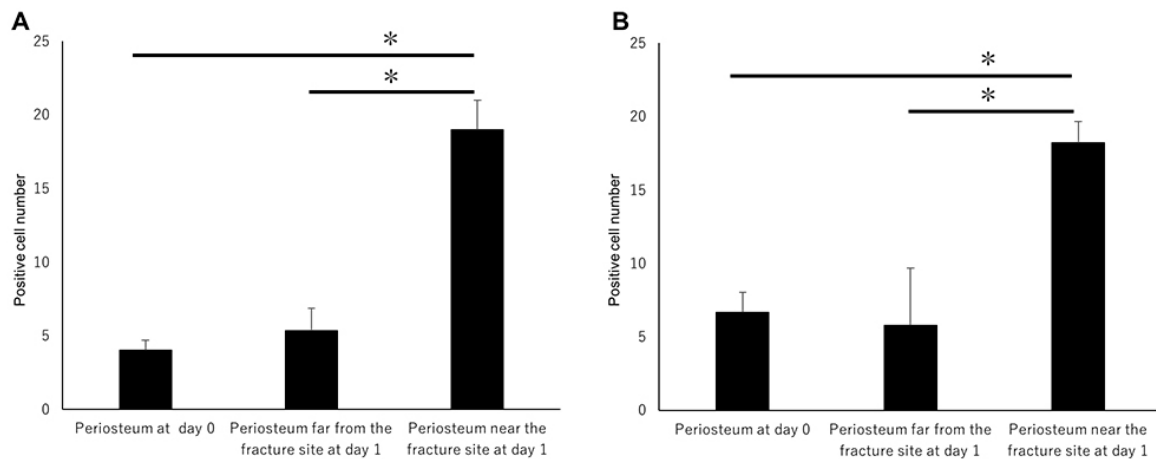 A
Positive cell number
25
20
15
10
5
0
*
*
Periosteum at day 0
Periosteum far from the
fracture site at day 1
Periosteum near the
fracture site at day 1
B
Positive cell number
25
20
15
10
5
0
*
*
Periosteum at day 0
Periosteum far from the
fracture site at day 1
Periosteum near the
fracture site at day 1